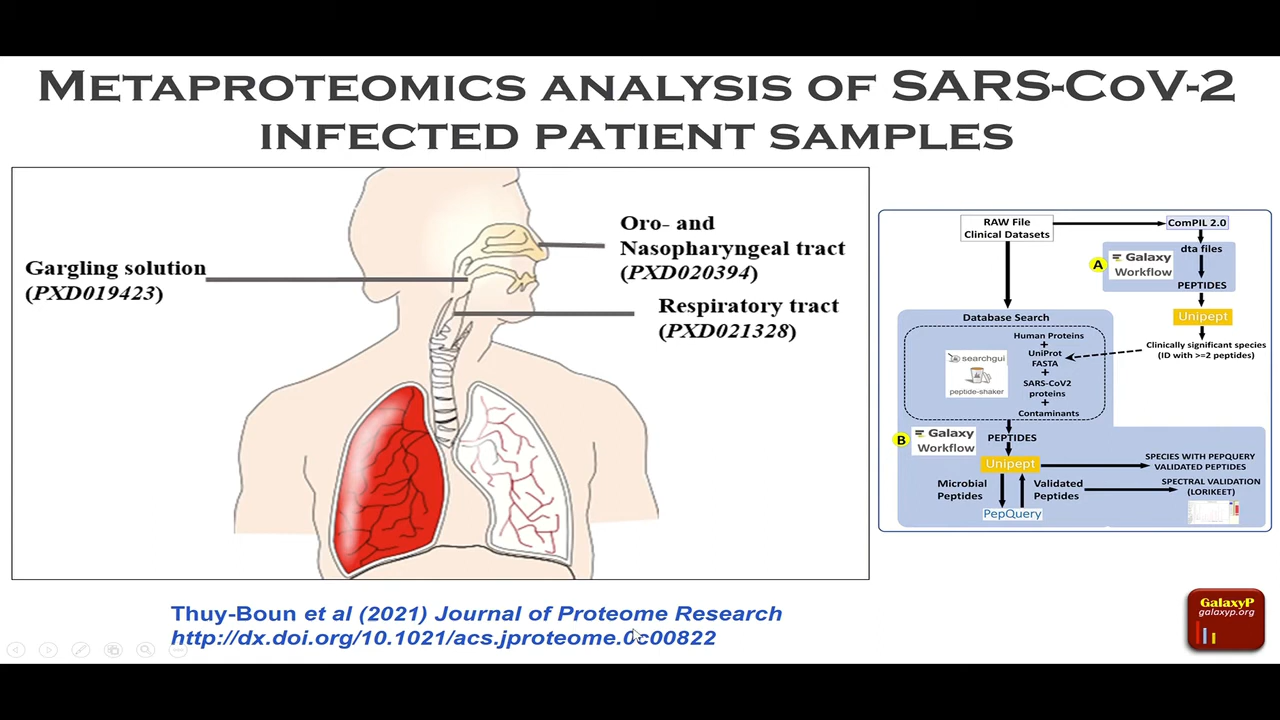 METAPROTEOMICS ANALYSIS OF SARS-COV-2
INFECTED PATIENT SAMPLES
Gargling solution
(PXD019423)
Oro- and
Nasopharyngeal tract
(PXD020394)
Respiratory tract
(PXD021328)
RAW File
Clinical Datasets
ComPIL 2.0
dta files
A
Galaxy
Workflow
PEPTIDES
Unipept
Clinically significant species
(ID with >=2 peptides)
Database Search
Human Proteins
+
UniProt
FASTA
+
SARS-CoV2
proteins
+
Contaminants
searchgui
peptide-shaker
B
Galaxy
Workflow
PEPTIDES
Unipept
SPECIES WITH PEPQUERY
VALIDATED PEPTIDES
Microbial
Peptides
Validated
Peptides
SPECTRAL VALIDATION
(LORIKEET)
PepQuery
Thuy-Boun et al (2021) Journal of Proteome Research
http://dx.doi.org/10.1021/acs.jproteome.0c00822
GalaxyP
galaxyp.org